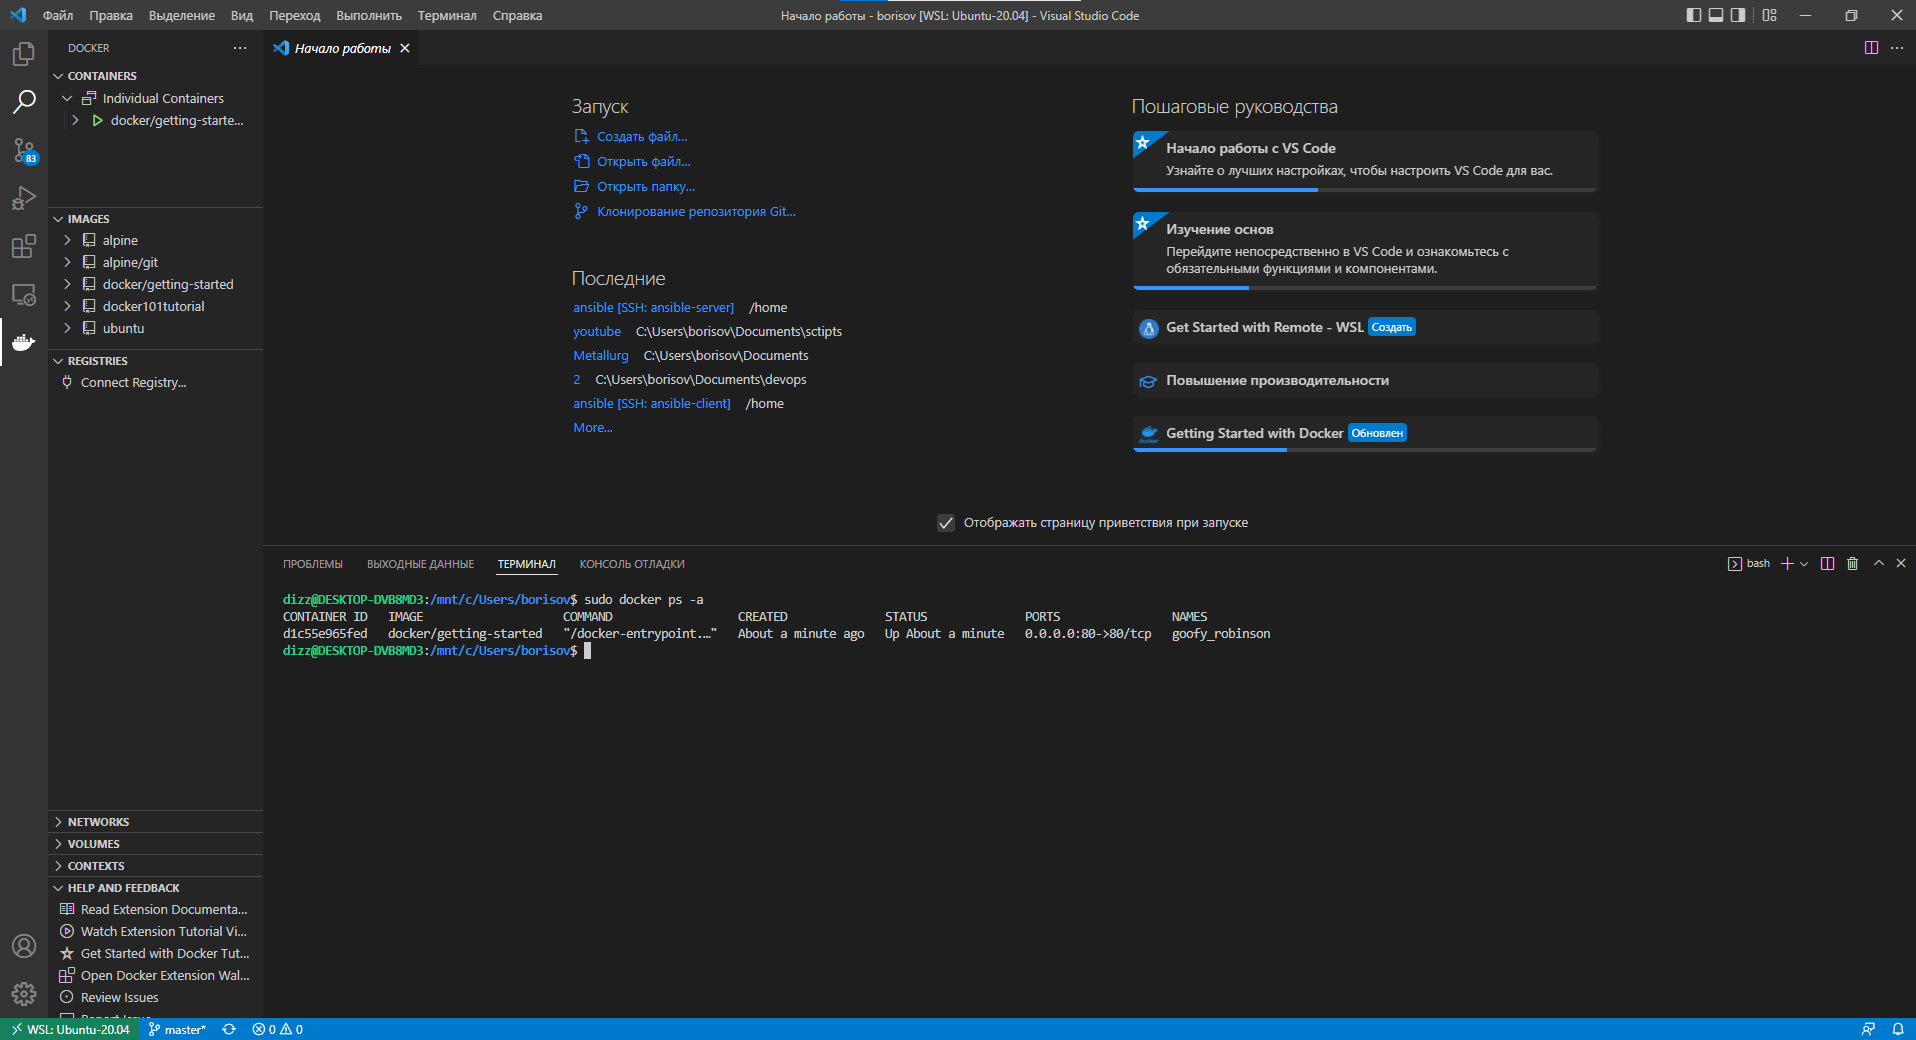 Файл Правка Выделение Вид Переход Выполнить Терминал Справка
Начало работы - borisov [WSL: Ubuntu-20.04] - Visual Studio Code
DOCKER
CONTAINERS
Individual Containers
docker/getting-starte...
IMAGES
alpine
alpine/git
docker/getting-started
docker101tutorial
ubuntu
REGISTRIES
Connect Registry...
NETWORKS
VOLUMES
CONTEXTS
HELP AND FEEDBACK
Read Extension Documenta...
Watch Extension Tutorial Vi...
Get Started with Docker Tut...
Open Docker Extension Wal...
Review Issues
83
Начало работы
Запуск
Создать файл...
Открыть файл...
Открыть папку...
Клонирование репозитория Git...
Последние
ansible [SSH: ansible-server] /home
youtube C:\Users\borisov\Documents\sctipts
Metallurg C:\Users\borisov\Documents
2 C:\Users\borisov\Documents\devops
ansible [SSH: ansible-client] /home
More...
Пошаговые руководства
Начало работы с VS Code
Узнайте о лучших настройках, чтобы настроить VS Code для вас.
Изучение основ
Перейдите непосредственно в VS Code и ознакомьтесь с
обязательными функциями и компонентами.
Get Started with Remote - WSL Создать
Повышение производительности
Getting Started with Docker Обновлен
Отображать страницу приветствия при запуске
ПРОБЛЕМЫ ВЫХОДНЫЕ ДАННЫЕ ТЕРМИНАЛ КОНСОЛЬ ОТЛАДКИ
bash
dizz@DESKTOP-DVB8MD3:/mnt/c/Users/borisov$ sudo docker ps -a
CONTAINER ID IMAGE COMMAND CREATED STATUS PORTS NAMES
d1c55e965fed docker/getting-started "/docker-entrypoint.…" About a minute ago Up About a minute 0.0.0.0:80->80/tcp goofy_robinson
dizz@DESKTOP-DVB8MD3:/mnt/c/Users/borisov$
WSL: Ubuntu-20.04 master* 0 0